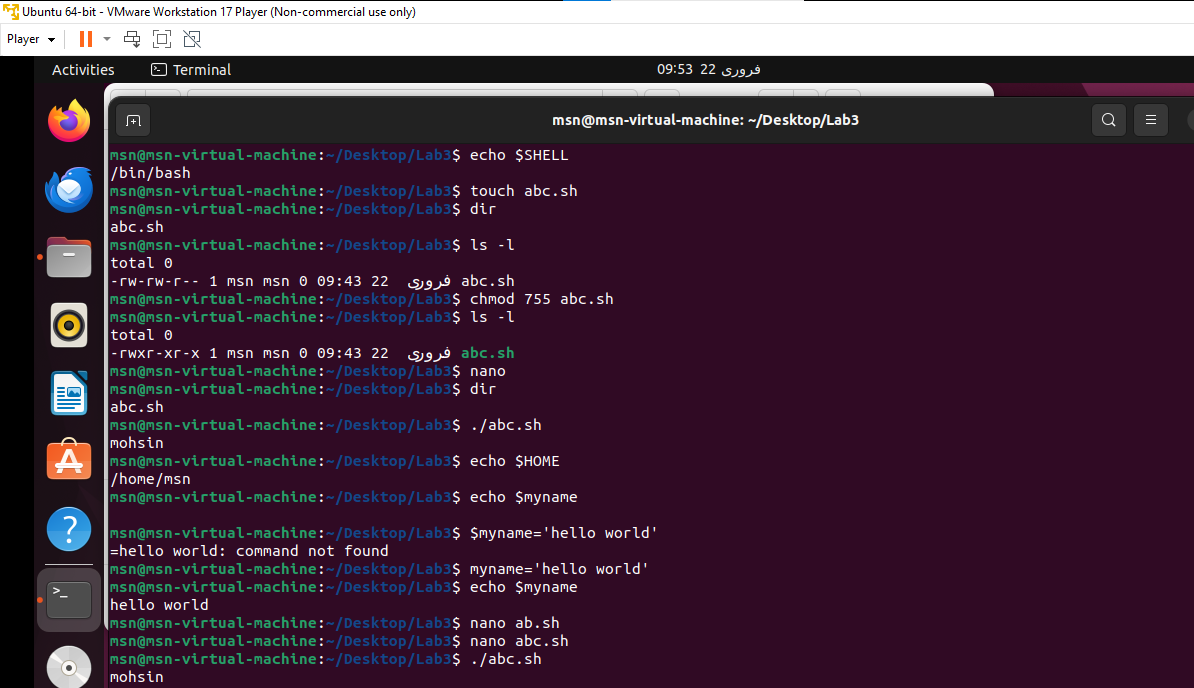 Ubuntu 64-bit - VMware Workstation 17 Player (Non-commercial use only)
Player
Activities
Terminal
09:53 22 فروری
msn@msn-virtual-machine: ~/Desktop/Lab3
msn@msn-virtual-machine:~/Desktop/Lab3$ echo $SHELL
/bin/bash
msn@msn-virtual-machine:~/Desktop/Lab3$ touch abc.sh
msn@msn-virtual-machine:~/Desktop/Lab3$ dir
abc.sh
msn@msn-virtual-machine:~/Desktop/Lab3$ ls -l
total 0
-rw-rw-r-- 1 msn msn 0 09:43 22 فروری abc.sh
msn@msn-virtual-machine:~/Desktop/Lab3$ chmod 755 abc.sh
msn@msn-virtual-machine:~/Desktop/Lab3$ ls -l
total 0
-rwxr-xr-x 1 msn msn 0 09:43 22 فروری abc.sh
msn@msn-virtual-machine:~/Desktop/Lab3$ nano
msn@msn-virtual-machine:~/Desktop/Lab3$ dir
abc.sh
msn@msn-virtual-machine:~/Desktop/Lab3$ ./abc.sh
mohsin
msn@msn-virtual-machine:~/Desktop/Lab3$ echo $HOME
/home/msn
msn@msn-virtual-machine:~/Desktop/Lab3$ echo $myname
msn@msn-virtual-machine:~/Desktop/Lab3$ $myname='hello world'
=hello world: command not found
msn@msn-virtual-machine:~/Desktop/Lab3$ myname='hello world'
msn@msn-virtual-machine:~/Desktop/Lab3$ echo $myname
hello world
msn@msn-virtual-machine:~/Desktop/Lab3$ nano ab.sh
msn@msn-virtual-machine:~/Desktop/Lab3$ nano abc.sh
msn@msn-virtual-machine:~/Desktop/Lab3$ ./abc.sh
mohsin